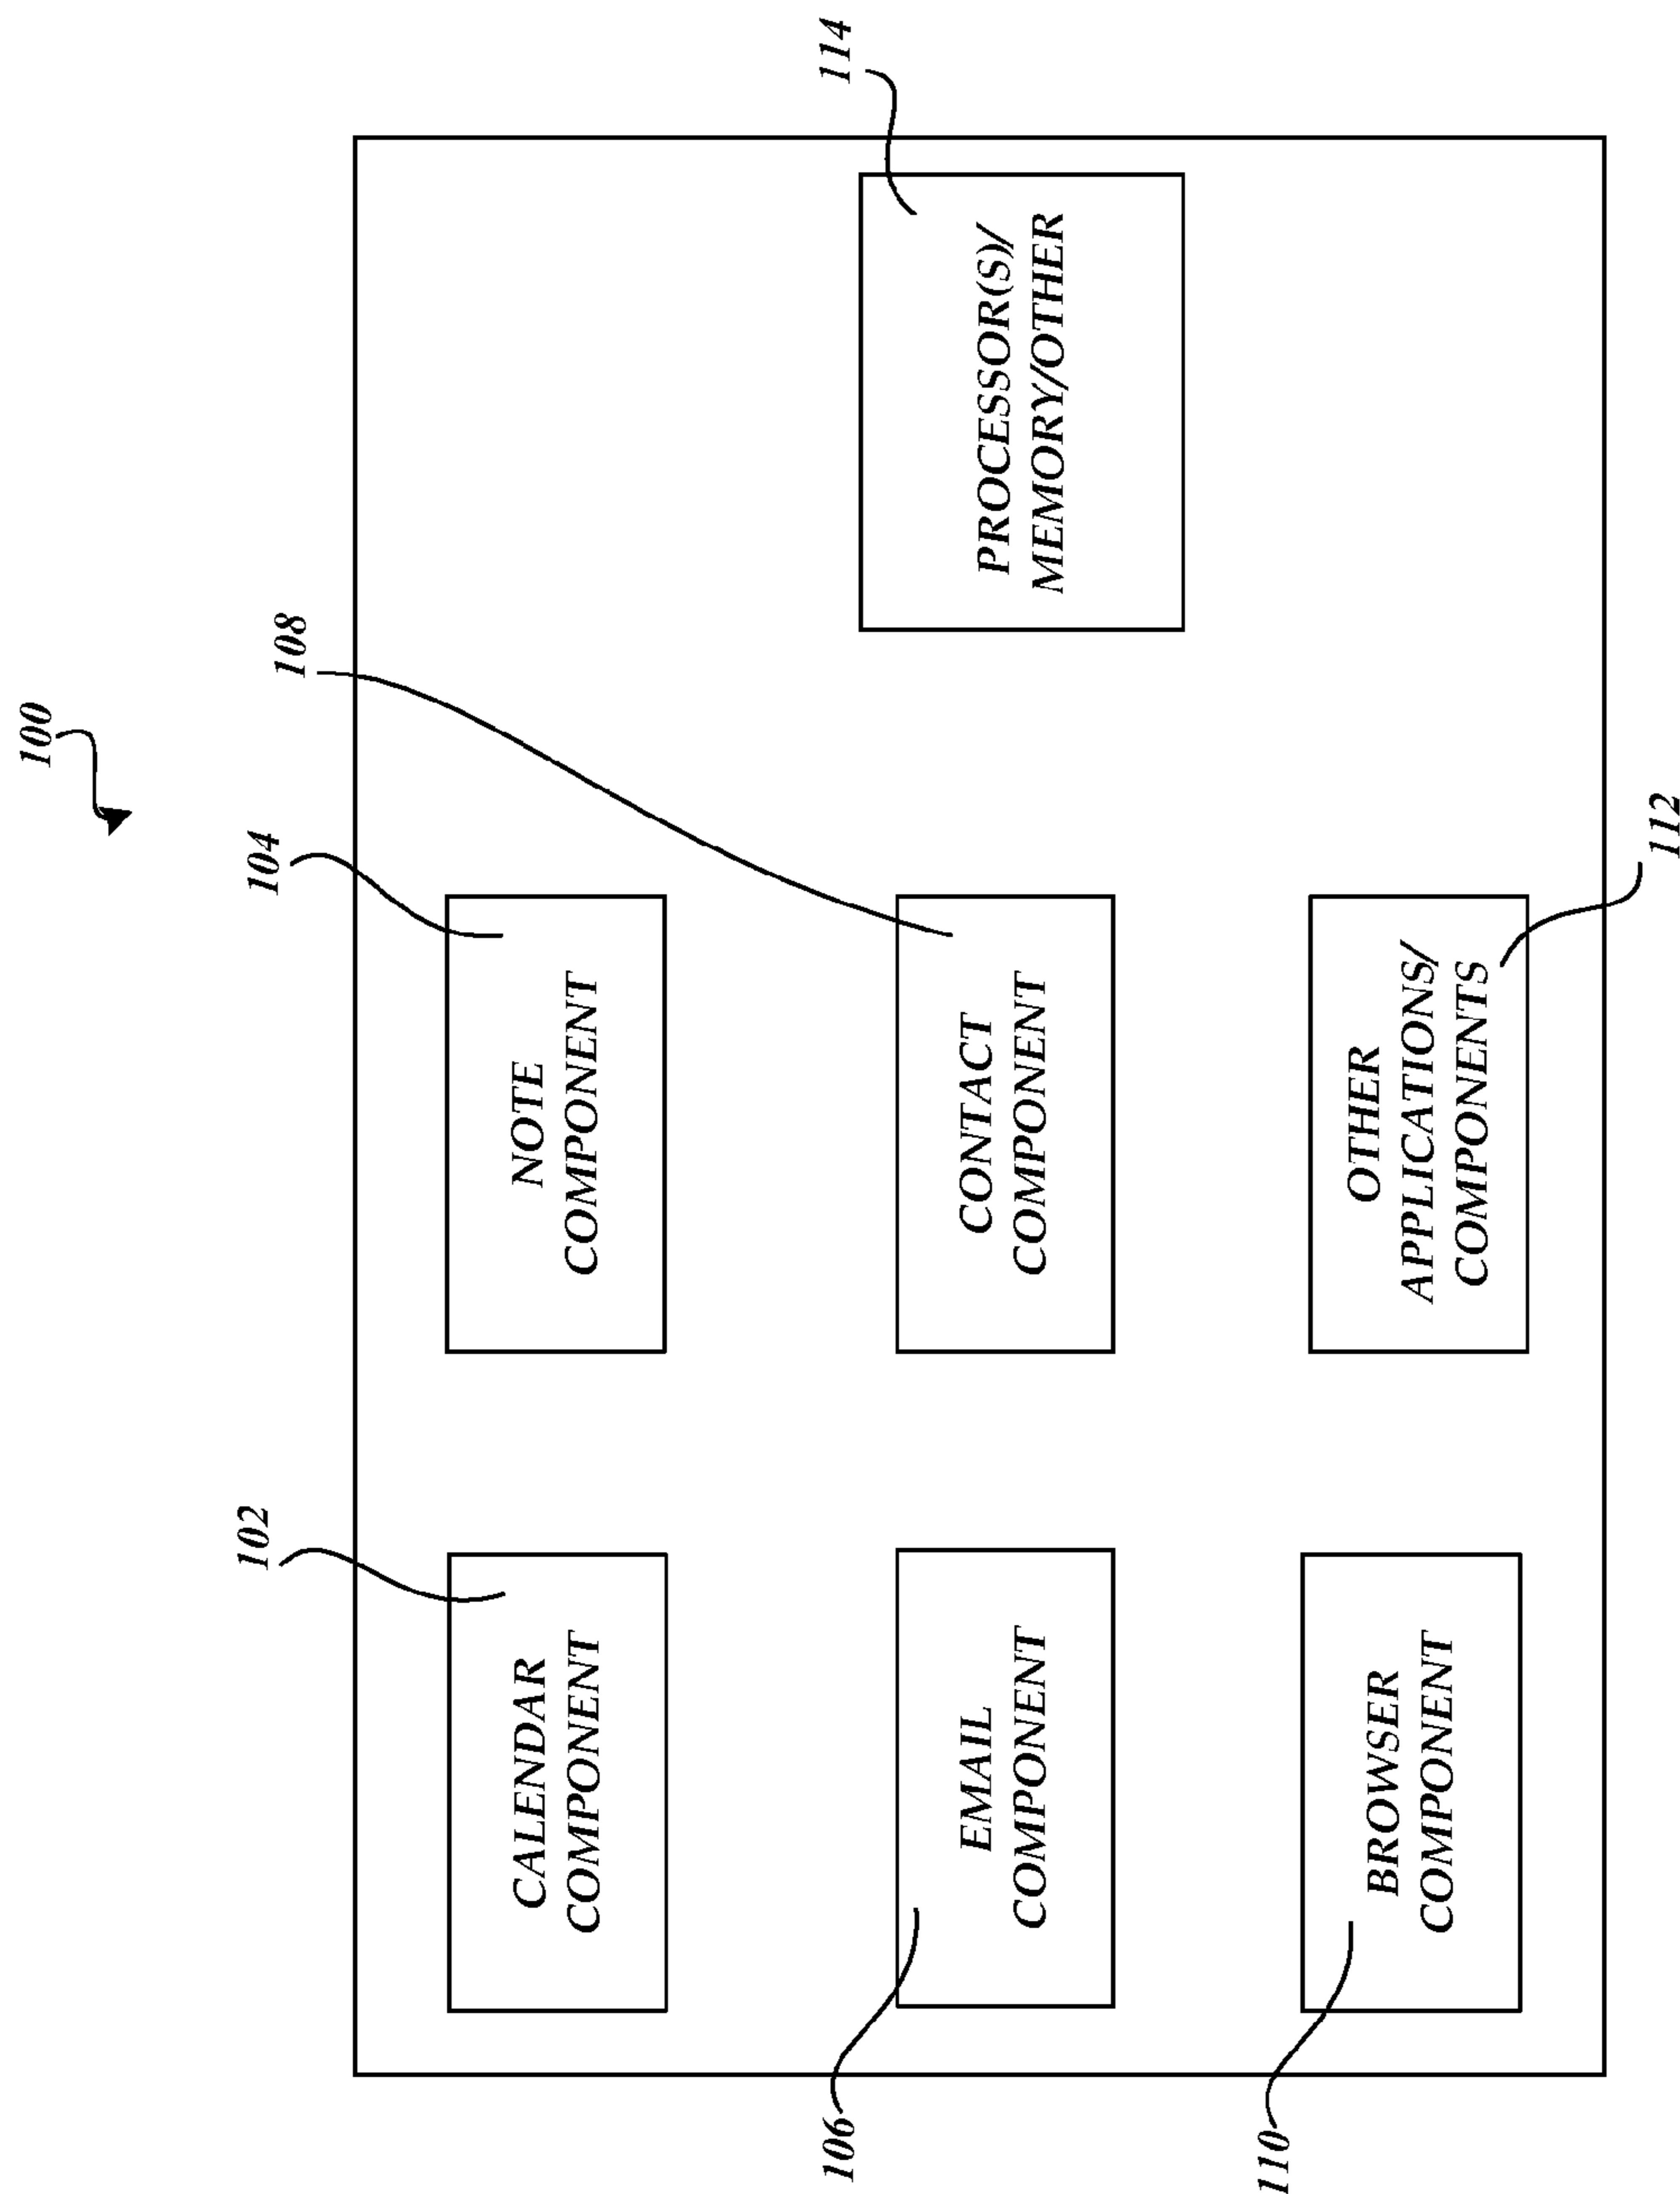 100
102
104
108
114
CALENDAR
COMPONENT
NOTE
COMPONENT
EMAIL
COMPONENT
CONTACT
COMPONENT
PROCESSOR(S)/
MEMORY/OTHER
106
BROWSER
COMPONENT
OTHER
APPLICATIONS/
COMPONENTS
110
112